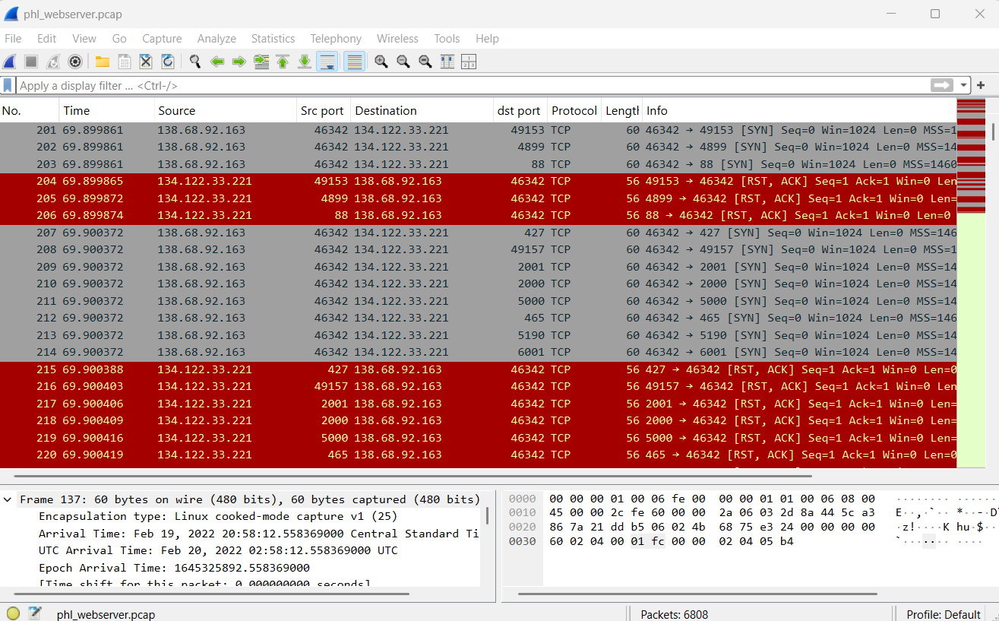 phl_webserver.pcap
File Edit View Go Capture Analyze Statistics Telephony Wireless Tools Help
Apply a display filter ... <Ctrl-/>
No. Time Source Src port Destination dst port Protocol Length Info
201 69.899861 138.68.92.163 46342 134.122.33.221 49153 TCP 60 46342 → 49153 [SYN] Seq=0 Win=1024 Len=0 MSS=1
202 69.899861 138.68.92.163 46342 134.122.33.221 4899 TCP 60 46342 → 4899 [SYN] Seq=0 Win=1024 Len=0 MSS=14
203 69.899861 138.68.92.163 46342 134.122.33.221 88 TCP 60 46342 → 88 [SYN] Seq=0 Win=1024 Len=0 MSS=1460
204 69.899865 134.122.33.221 49153 138.68.92.163 46342 TCP 56 49153 → 46342 [RST, ACK] Seq=1 Ack=1 Win=0 Len
205 69.899872 134.122.33.221 4899 138.68.92.163 46342 TCP 56 4899 → 46342 [RST, ACK] Seq=1 Ack=1 Win=0 Len=
206 69.899874 134.122.33.221 88 138.68.92.163 46342 TCP 56 88 → 46342 [RST, ACK] Seq=1 Ack=1 Win=0 Len=0
207 69.900372 138.68.92.163 46342 134.122.33.221 427 TCP 60 46342 → 427 [SYN] Seq=0 Win=1024 Len=0 MSS=146
208 69.900372 138.68.92.163 46342 134.122.33.221 49157 TCP 60 46342 → 49157 [SYN] Seq=0 Win=1024 Len=0 MSS=1
209 69.900372 138.68.92.163 46342 134.122.33.221 2001 TCP 60 46342 → 2001 [SYN] Seq=0 Win=1024 Len=0 MSS=14
210 69.900372 138.68.92.163 46342 134.122.33.221 2000 TCP 60 46342 → 2000 [SYN] Seq=0 Win=1024 Len=0 MSS=14
211 69.900372 138.68.92.163 46342 134.122.33.221 5000 TCP 60 46342 → 5000 [SYN] Seq=0 Win=1024 Len=0 MSS=14
212 69.900372 138.68.92.163 46342 134.122.33.221 465 TCP 60 46342 → 465 [SYN] Seq=0 Win=1024 Len=0 MSS=146
213 69.900372 138.68.92.163 46342 134.122.33.221 5190 TCP 60 46342 → 5190 [SYN] Seq=0 Win=1024 Len=0 MSS=14
214 69.900372 138.68.92.163 46342 134.122.33.221 6001 TCP 60 46342 → 6001 [SYN] Seq=0 Win=1024 Len=0 MSS=14
215 69.900388 134.122.33.221 427 138.68.92.163 46342 TCP 56 427 → 46342 [RST, ACK] Seq=1 Ack=1 Win=0 Len=0
216 69.900403 134.122.33.221 49157 138.68.92.163 46342 TCP 56 49157 → 46342 [RST, ACK] Seq=1 Ack=1 Win=0 Len
217 69.900406 134.122.33.221 2001 138.68.92.163 46342 TCP 56 2001 → 46342 [RST, ACK] Seq=1 Ack=1 Win=0 Len=
218 69.900409 134.122.33.221 2000 138.68.92.163 46342 TCP 56 2000 → 46342 [RST, ACK] Seq=1 Ack=1 Win=0 Len=
219 69.900416 134.122.33.221 5000 138.68.92.163 46342 TCP 56 5000 → 46342 [RST, ACK] Seq=1 Ack=1 Win=0 Len=
220 69.900419 134.122.33.221 465 138.68.92.163 46342 TCP 56 465 → 46342 [RST, ACK] Seq=1 Ack=1 Win=0 Len=0
Frame 137: 60 bytes on wire (480 bits), 60 bytes captured (480 bits)
Encapsulation type: Linux cooked-mode capture v1 (25)
Arrival Time: Feb 19, 2022 20:58:12.558369000 Central Standard Ti
UTC Arrival Time: Feb 20, 2022 02:58:12.558369000 UTC
Epoch Arrival Time: 1645325892.558369000
[Time shift for this packet: 0.000000000 seconds]
0000 00 00 00 01 00 06 fe 00 00 00 01 01 00 06 08 00 ········ ······
0010 45 00 00 2c fe 60 00 00 2a 06 03 2d 8a 44 5c a3 E··,·`·· *··-·D
0020 86 7a 21 dd b5 06 02 4b 68 75 e3 24 00 00 00 00 ·z!····K hu·$··
0030 60 02 04 00 01 fc 00 00 02 04 05 b4 `······· ····
phl_webserver.pcap Packets: 6808 Profile: Default